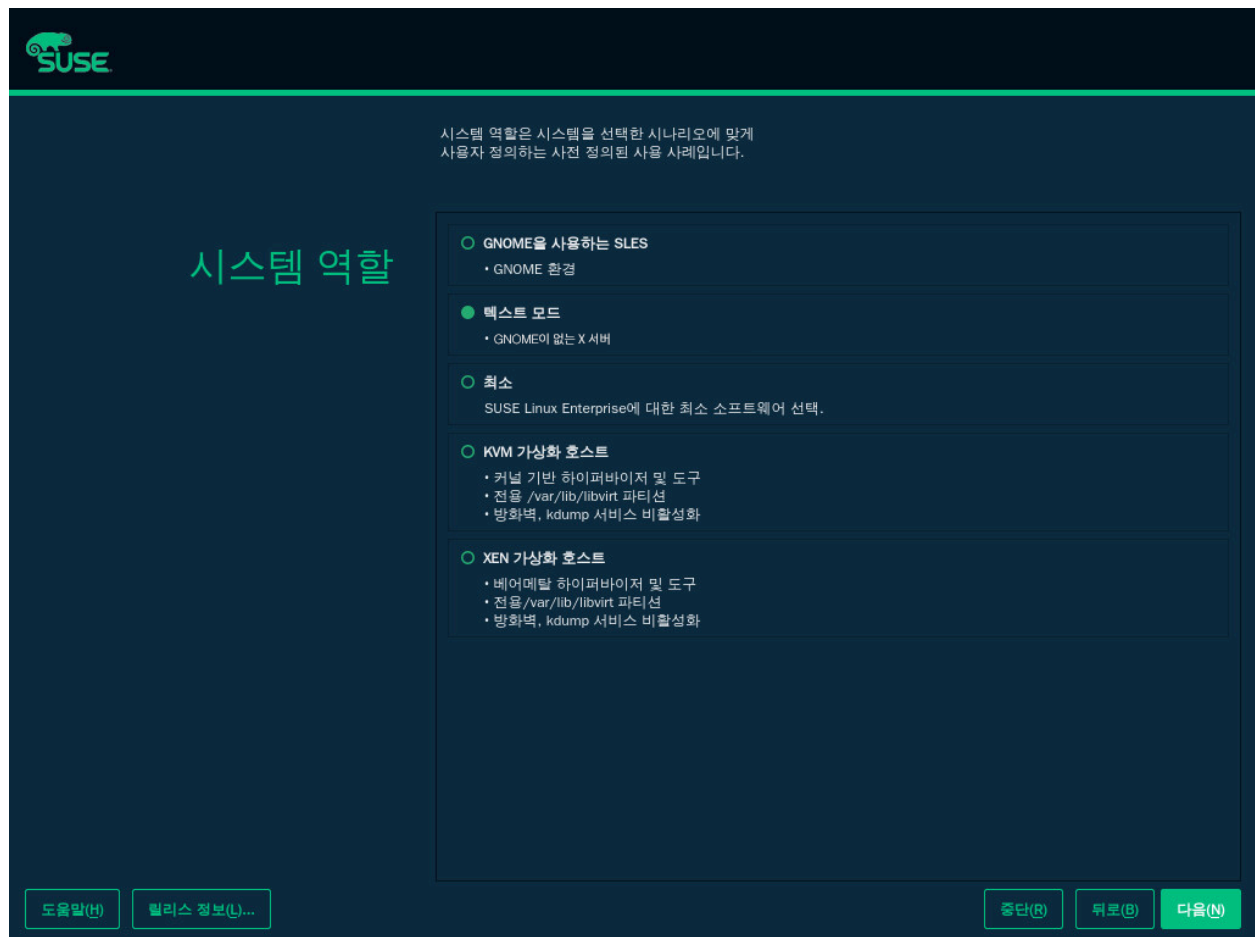 SUSE.
시스템 역할은 시스템을 선택한 시나리오에 맞게
사용자 정의하는 사전 정의된 사용 사례입니다.
시스템 역할
GNOME을 사용하는 SLES
• GNOME 환경
텍스트 모드
• GNOME이 없는 X 서버
최소
SUSE Linux Enterprise에 대한 최소 소프트웨어 선택.
KVM 가상화 호스트
• 커널 기반 하이퍼바이저 및 도구
• 전용 /var/lib/libvirt 파티션
• 방화벽, kdump 서비스 비활성화
XEN 가상화 호스트
• 베어메탈 하이퍼바이저 및 도구
• 전용/var/lib/libvirt 파티션
• 방화벽, kdump 서비스 비활성화
도움말(H)
릴리스 정보(L)...
중단(R)
뒤로(B)
다음(N)